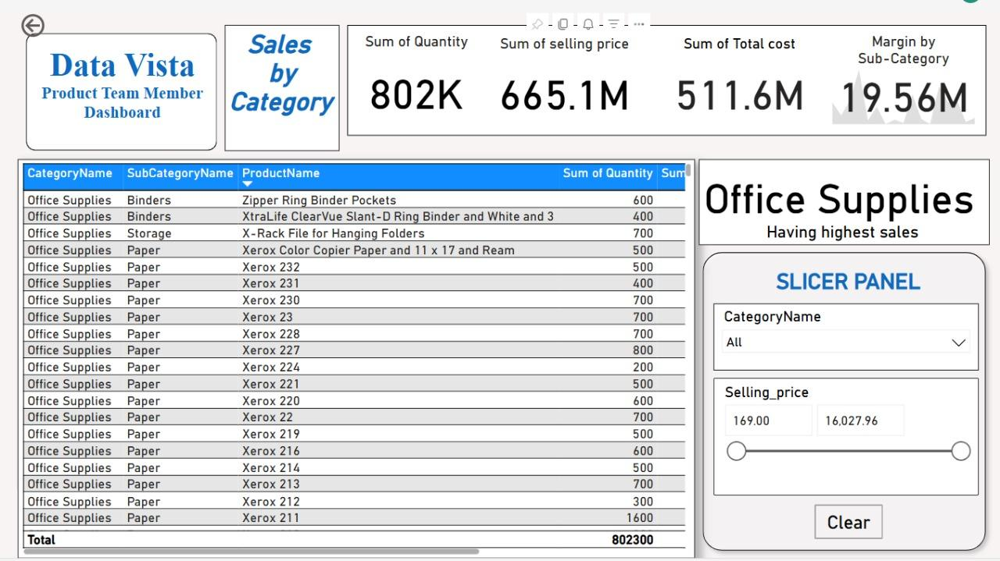 Data Vista
Product Team Member
Dashboard
Sales
by
Category
Sum of Quantity
802K
Sum of selling price
665.1M
Sum of Total cost
511.6M
Margin by
Sub-Category
19.56M
CategoryName SubCategoryName ProductName Sum of Quantity Sum
Office Supplies Binders Zipper Ring Binder Pockets 600
Office Supplies Binders XtraLife ClearVue Slant-D Ring Binder and White and 3 400
Office Supplies Storage X-Rack File for Hanging Folders 700
Office Supplies Paper Xerox Color Copier Paper and 11 x 17 and Ream 500
Office Supplies Paper Xerox 232 500
Office Supplies Paper Xerox 231 400
Office Supplies Paper Xerox 230 700
Office Supplies Paper Xerox 23 700
Office Supplies Paper Xerox 228 700
Office Supplies Paper Xerox 227 800
Office Supplies Paper Xerox 224 200
Office Supplies Paper Xerox 221 500
Office Supplies Paper Xerox 220 600
Office Supplies Paper Xerox 22 700
Office Supplies Paper Xerox 219 500
Office Supplies Paper Xerox 216 600
Office Supplies Paper Xerox 214 500
Office Supplies Paper Xerox 213 700
Office Supplies Paper Xerox 212 300
Office Supplies Paper Xerox 211 1600
Total 802300
Office Supplies
Having highest sales
SLICER PANEL
CategoryName
All
Selling_price
169.00 16,027.96
Clear